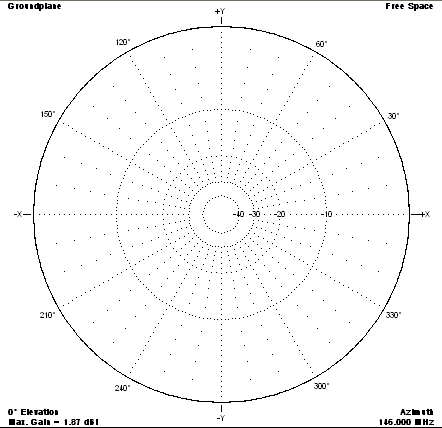 Groundplane Free Space
+Y
120° 60°
150° 30°
-X -40 -30 -20 -10 +X
210° 330°
240° 300°
-Y
0° Elevation Azimuth
Max. Gain = 1.87 dBi 146.000 MHz